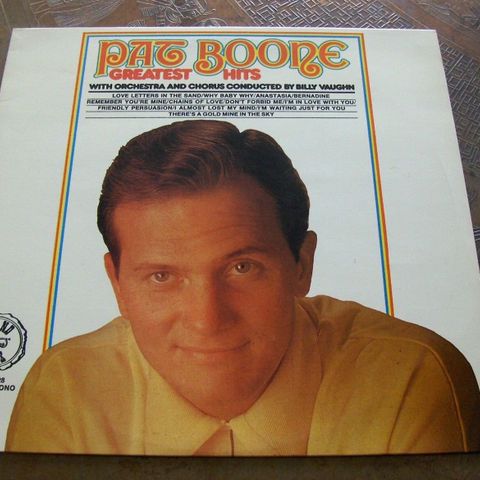 PAT BOONE
GREATEST HITS
WITH ORCHESTRA AND CHORUS CONDUCTED BY BILLY VAUGHN
LOVE LETTERS IN THE SAND/WHY BABY WHY/ANASTASIA/BERNADINE
REMEMBER YOU'RE MINE/CHAINS OF LOVE/DON'T FORBID ME/I'M IN LOVE WITH YOU/
FRIENDLY PERSUASION/I ALMOST LOST MY MIND/I'M WAITING JUST FOR YOU
THERE'S A GOLD MINE IN THE SKY